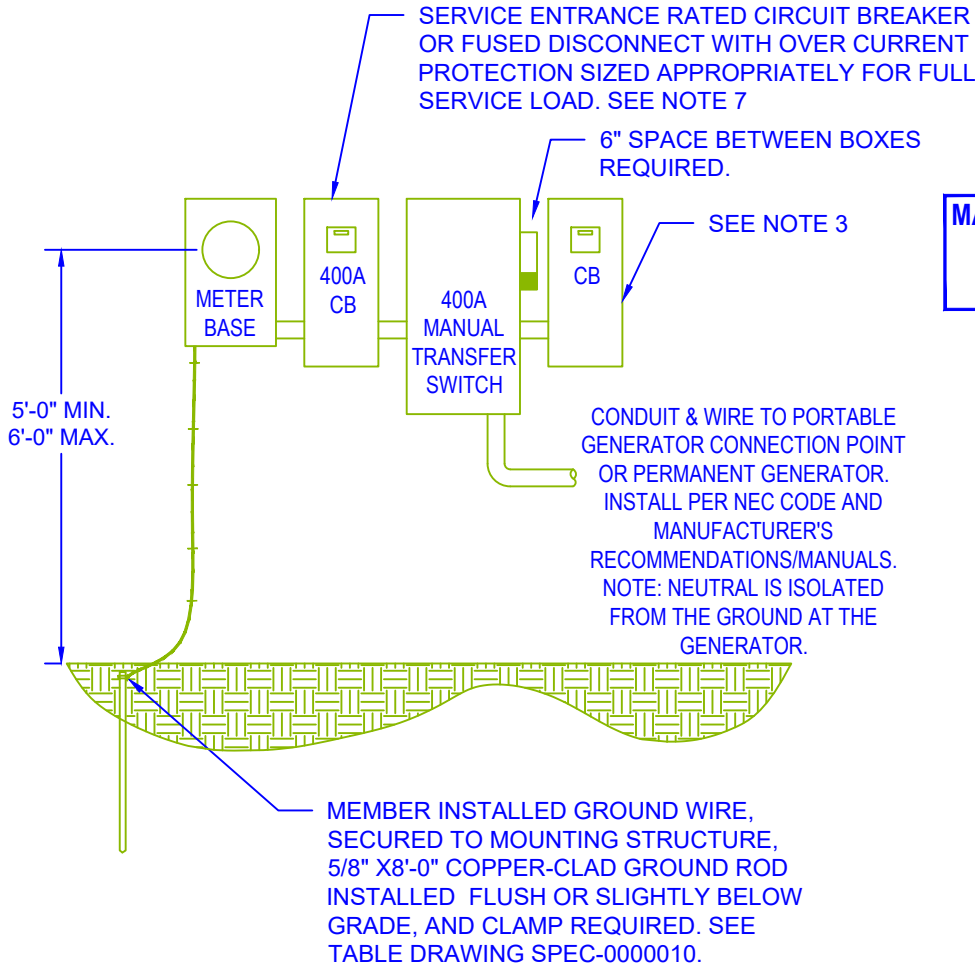 SERVICE ENTRANCE RATED CIRCUIT BREAKER
OR FUSED DISCONNECT WITH OVER CURRENT
PROTECTION SIZED APPROPRIATELY FOR FULL
SERVICE LOAD. SEE NOTE 7
6" SPACE BETWEEN BOXES
REQUIRED.
SEE NOTE 3
METER
BASE
400A
CB
400A
MANUAL
TRANSFER
SWITCH
CB
5'-0" MIN.
6'-0" MAX.
CONDUIT & WIRE TO PORTABLE
GENERATOR CONNECTION POINT
OR PERMANENT GENERATOR.
INSTALL PER NEC CODE AND
MANUFACTURER'S
RECOMMENDATIONS/MANUALS.
NOTE: NEUTRAL IS ISOLATED
FROM THE GROUND AT THE
GENERATOR.
MEMBER INSTALLED GROUND WIRE,
SECURED TO MOUNTING STRUCTURE,
5/8" X8'-0" COPPER-CLAD GROUND ROD
INSTALLED FLUSH OR SLIGHTLY BELOW
GRADE, AND CLAMP REQUIRED. SEE
TABLE DRAWING SPEC-0000010.